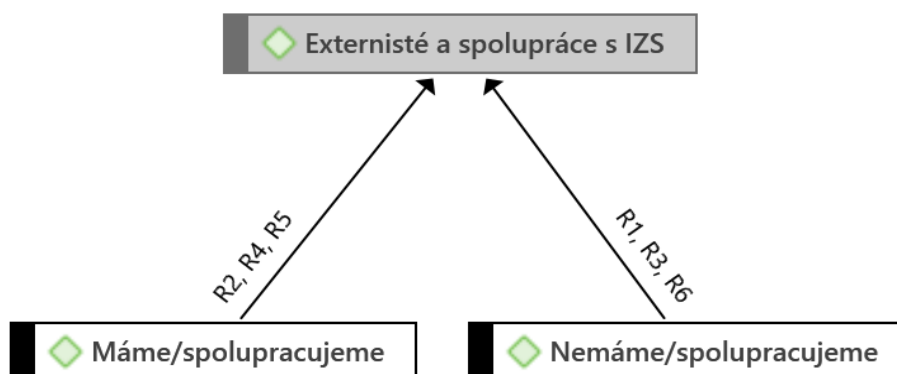 Externisté a spolupráce s IZS
R2, R4, R5
R1, R3, R6
Máme/spolupracujeme
Nemáme/spolupracujeme